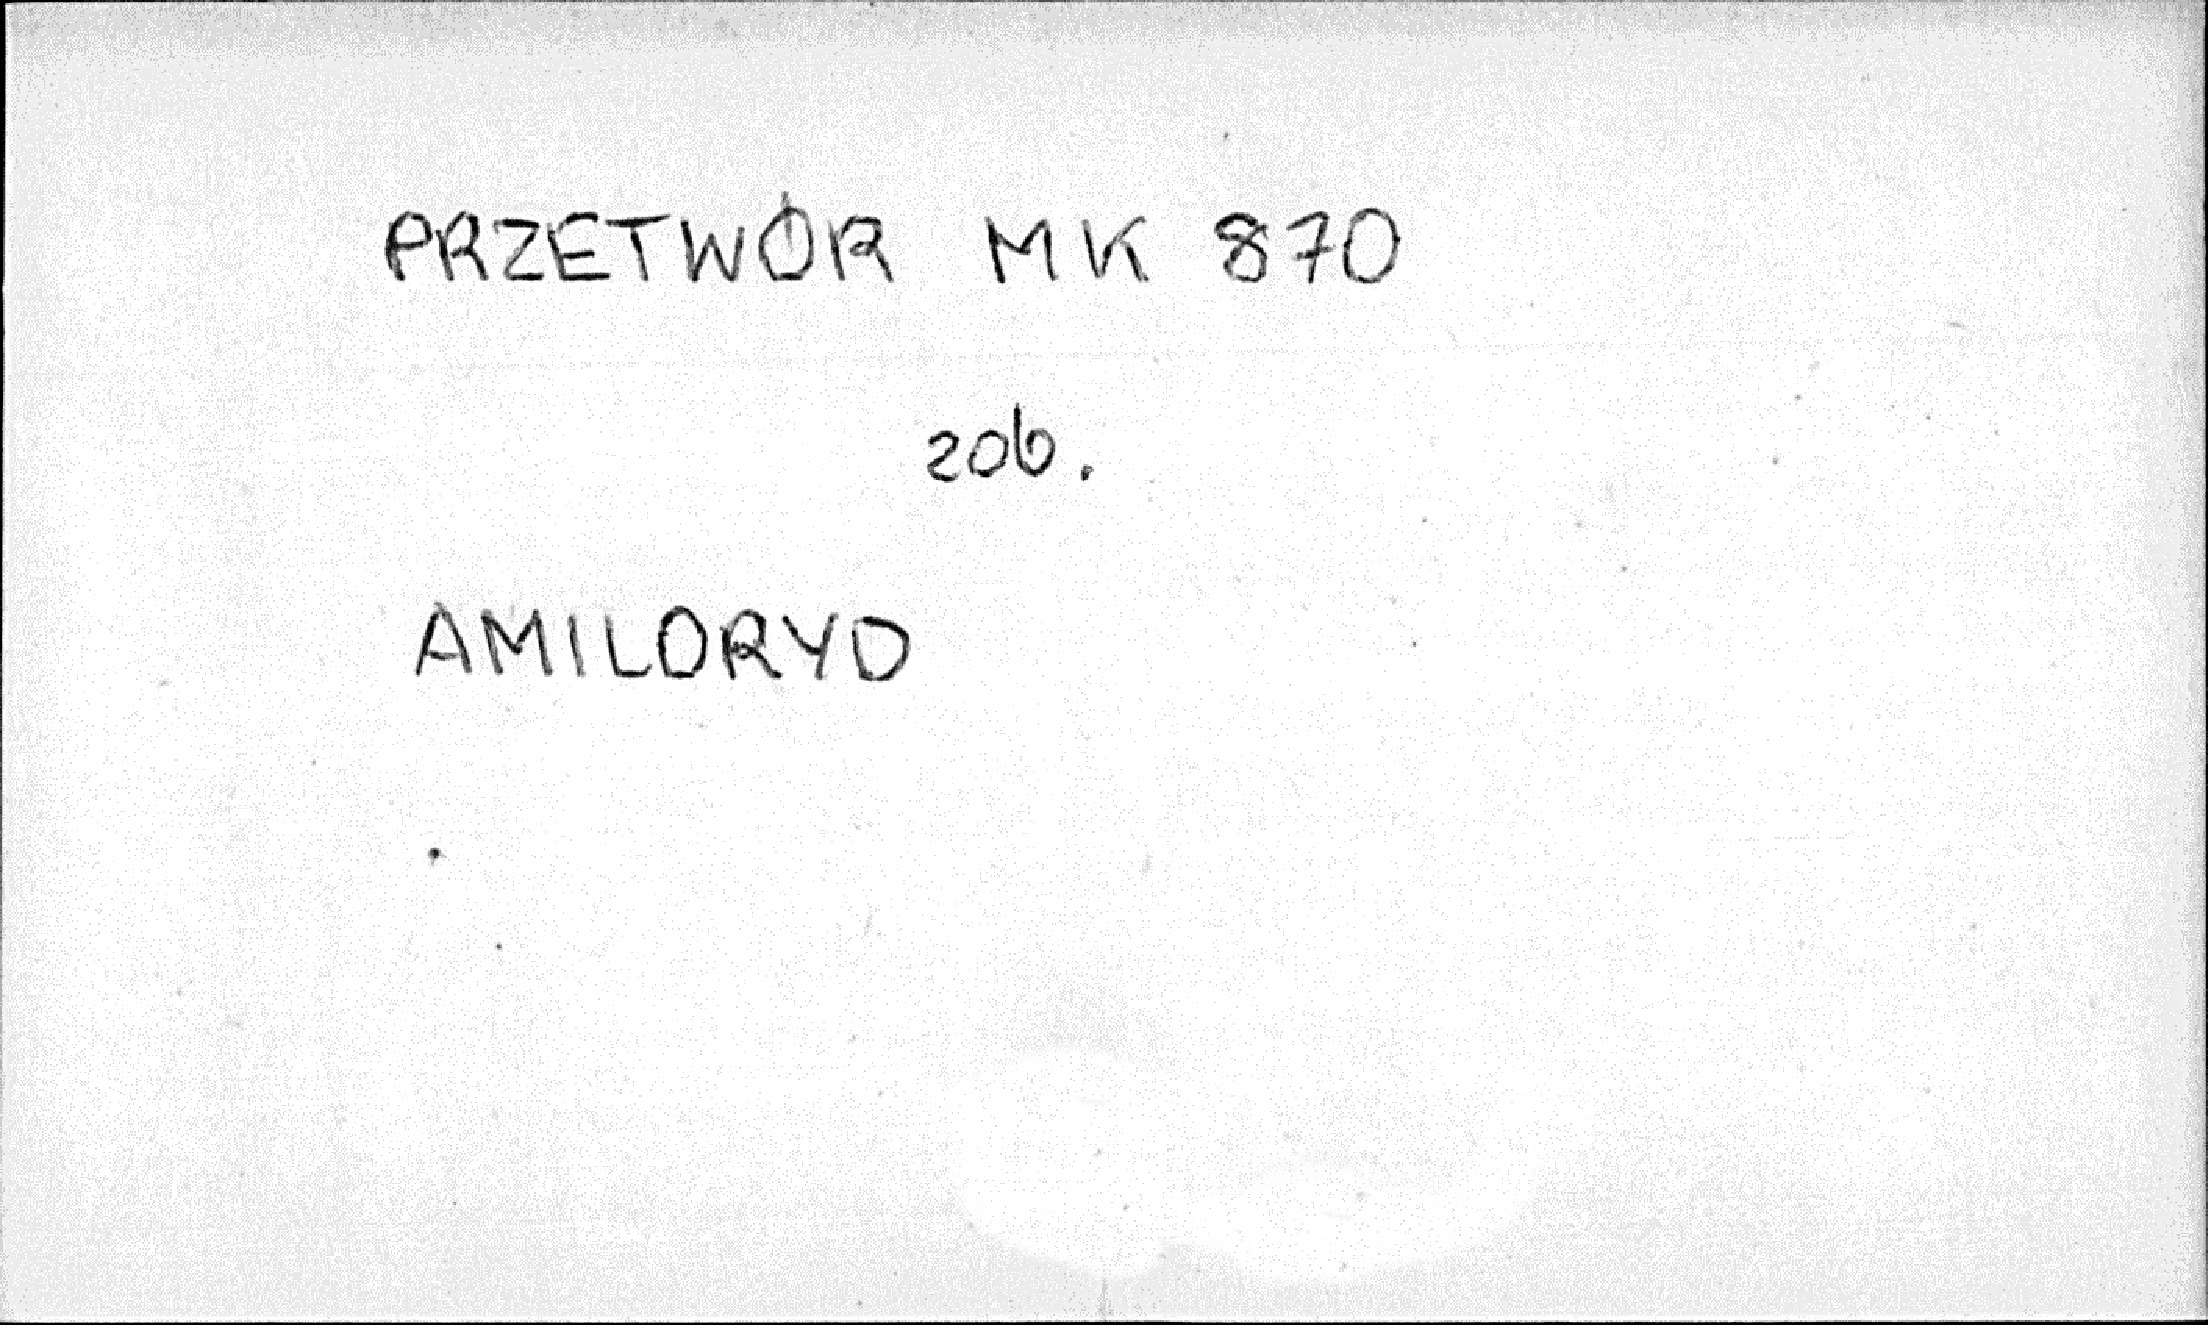 PRZETWÓR MK 870
zob.
AMILORYD